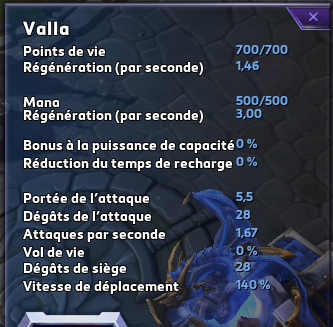 Valla
Points de vie 700/700
Régénération (par seconde) 1,46
Mana 500/500
Régénération (par seconde) 3,00
Bonus à la puissance de capacité 0 %
Réduction du temps de recharge 0 %
Portée de l'attaque 5,5
Dégâts de l'attaque 28
Attaques par seconde 1,67
Vol de vie 0 %
Dégâts de siège 28
Vitesse de déplacement 140 %